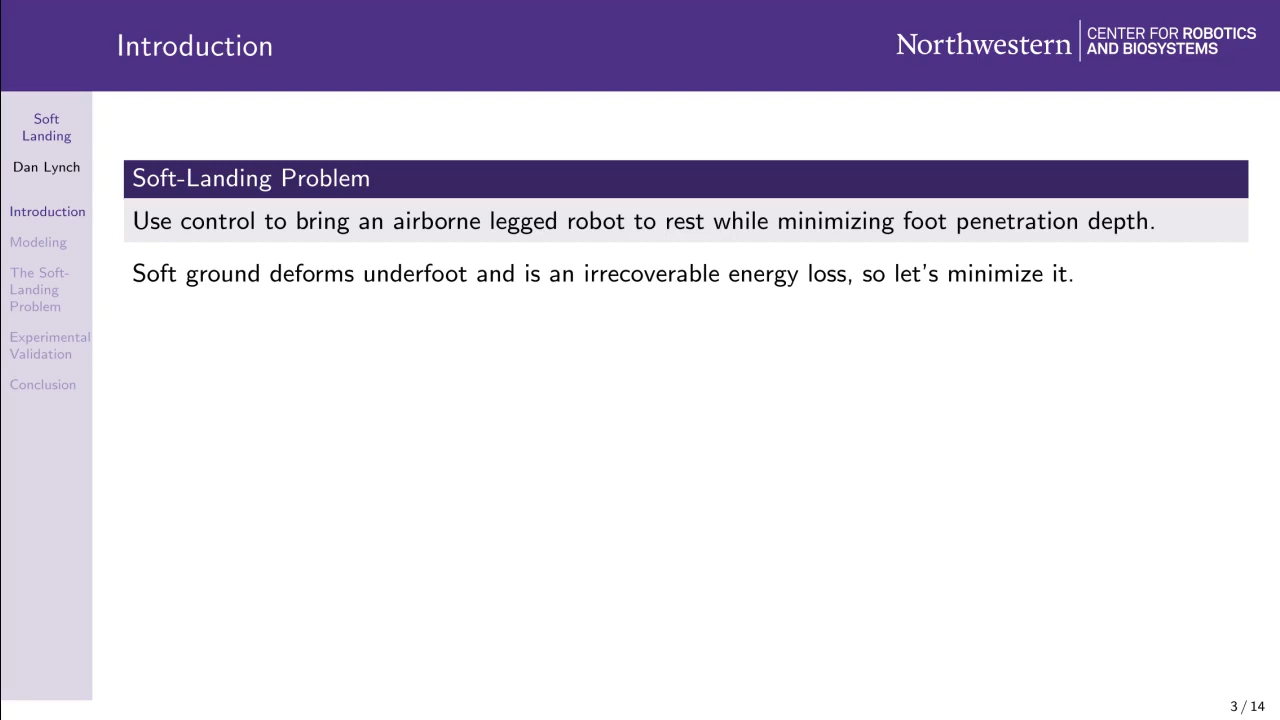 Introduction
Northwestern
CENTER FOR ROBOTICS
AND BIOSYSTEMS
Soft
Landing
Dan Lynch
Introduction
Modeling
The Soft-
Landing
Problem
Experimental
Validation
Conclusion
Soft-Landing Problem
Use control to bring an airborne legged robot to rest while minimizing foot penetration depth.
Soft ground deforms underfoot and is an irrecoverable energy loss, so let's minimize it.
3 / 14